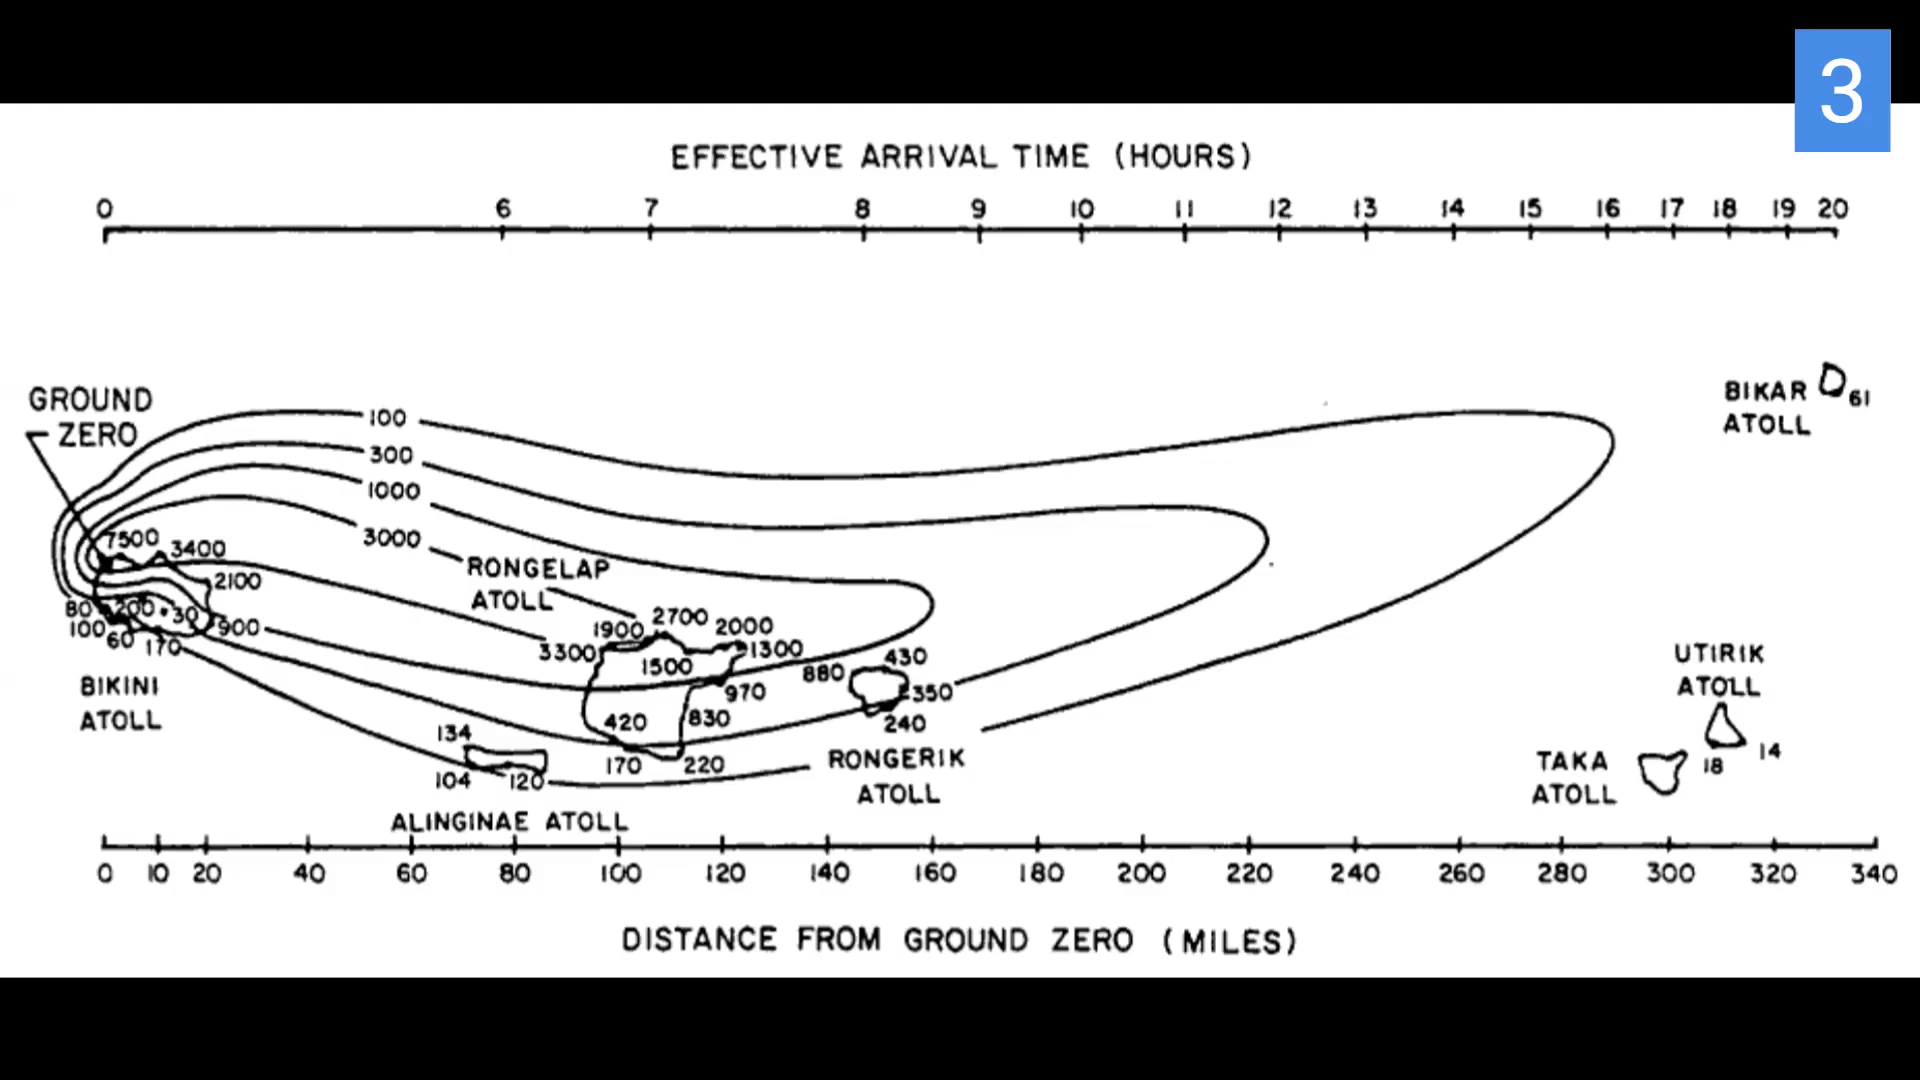 3
EFFECTIVE ARRIVAL TIME (HOURS)
0 6 7 8 9 10 11 12 13 14 15 16 17 18 19 20
GROUND
ZERO
BIKAR
ATOLL
61
100
300
1000
3000
7500
3400
2100
80
200
30
900
100
60
170
BIKINI
ATOLL
RONGELAP
ATOLL
1900
2700
2000
3300
1500
1300
970
420
830
170
220
134
104
120
ALINGINAE ATOLL
880
430
350
240
RONGERIK
ATOLL
UTIRIK
ATOLL
14
TAKA
ATOLL
18
0 10 20 40 60 80 100 120 140 160 180 200 220 240 260 280 300 320 340
DISTANCE FROM GROUND ZERO (MILES)